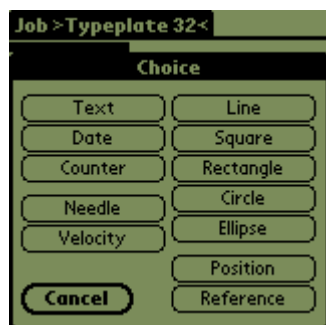 Job >Typeplate 32<
Choice
Text
Line
Date
Square
Counter
Rectangle
Needle
Circle
Velocity
Ellipse
Position
Cancel
Reference